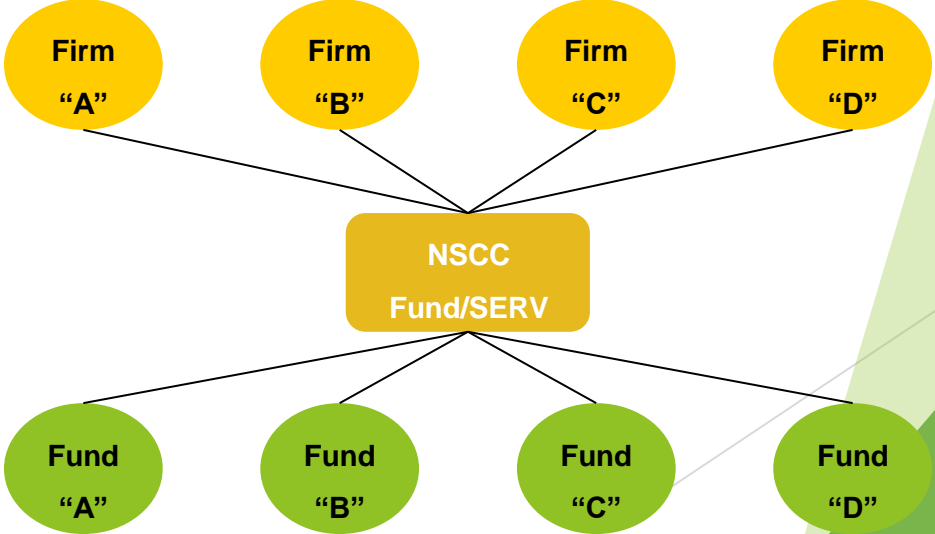 Firm
“A”
Firm
“B”
Firm
“C”
Firm
“D”
NSCC
Fund/SERV
Fund
“A”
Fund
“B”
Fund
“C”
Fund
“D”